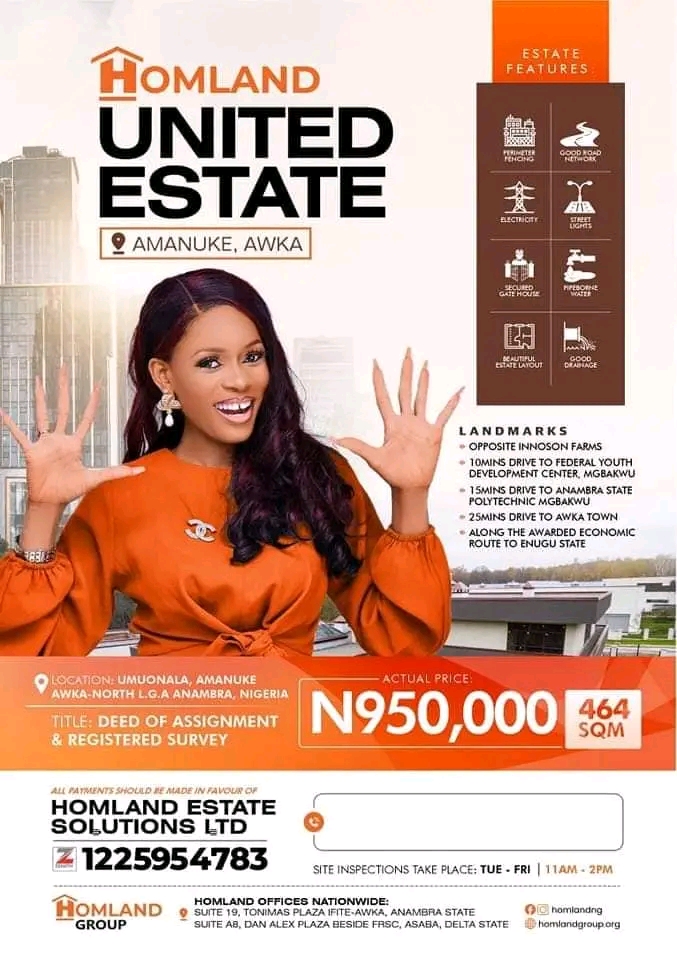 HOMLAND
UNITED
ESTATE
AMANUKE, AWKA
ESTATE
FEATURES:
PERIMETER
FENCING
GOOD ROAD
NETWORK
ELECTRICITY
STREET
LIGHTS
SECURED
GATE HOUSE
PIPEBORNE
WATER
BEAUTIFUL
ESTATE LAYOUT
GOOD
DRAINAGE
LANDMARKS
OPPOSITE INNOSON FARMS
10MINS DRIVE TO FEDERAL YOUTH
DEVELOPMENT CENTER, MGBAKWU
15MINS DRIVE TO ANAMBRA STATE
POLYTECHNIC MGBAKWU
25MINS DRIVE TO AWKA TOWN
ALONG THE AWARDED ECONOMIC
ROUTE TO ENUGU STATE
LOCATION: UMUONALA, AMANUKE
AWKA-NORTH L.G.A ANAMBRA, NIGERIA
TITLE: DEED OF ASSIGNMENT
& REGISTERED SURVEY
ACTUAL PRICE:
N950,000
464
SQM
ALL PAYMENTS SHOULD BE MADE IN FAVOUR OF
HOMLAND ESTATE
SOLUTIONS LTD
1225954783
SITE INSPECTIONS TAKE PLACE: TUE - FRI | 11AM - 2PM
HOMLAND
GROUP
HOMLAND OFFICES NATIONWIDE:
SUITE 19, TONIMAS PLAZA IFITE-AWKA, ANAMBRA STATE
SUITE A8, DAN ALEX PLAZA BESIDE FRSC, ASABA, DELTA STATE
homlandng
homlandgroup.org